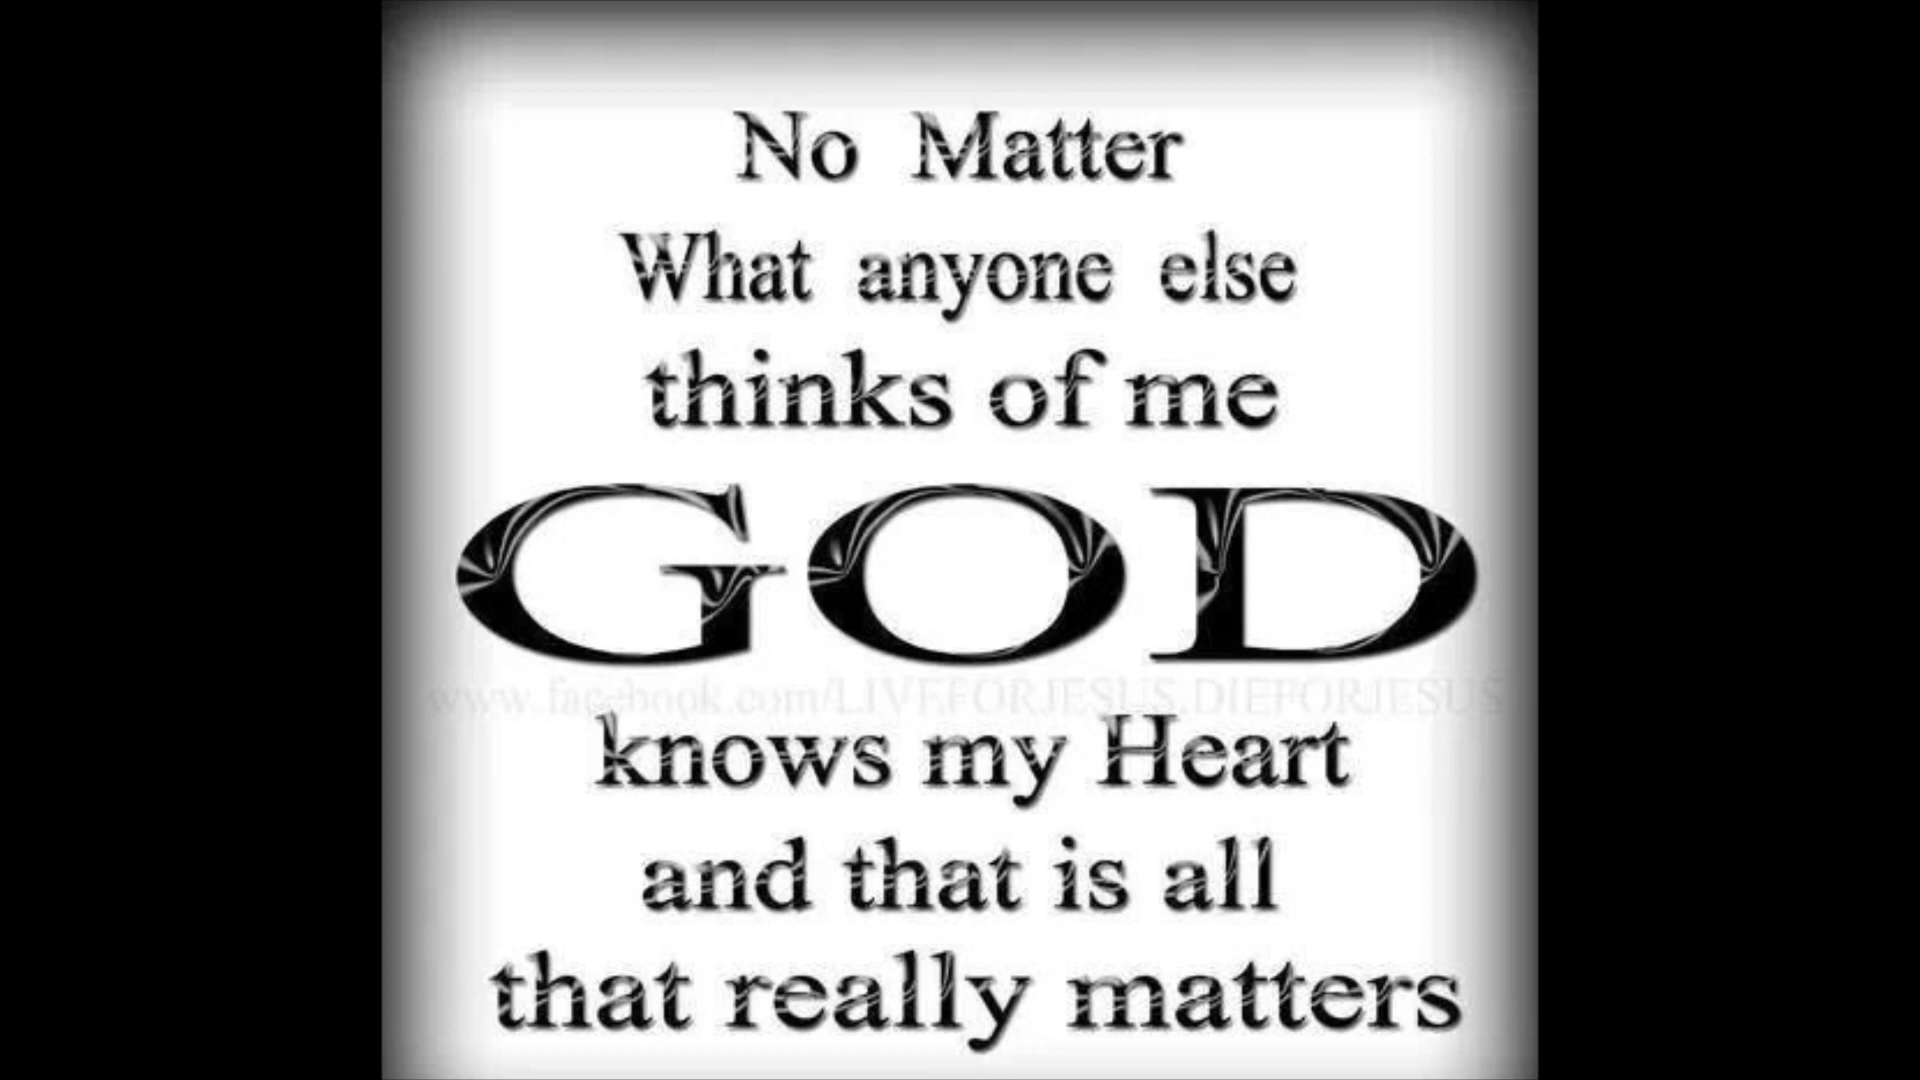 No Matter
What anyone else
thinks of me
GOD
www.facebook.com/LIVEFORJESUS.DIEFORJESUS
knows my Heart
and that is all
that really matters